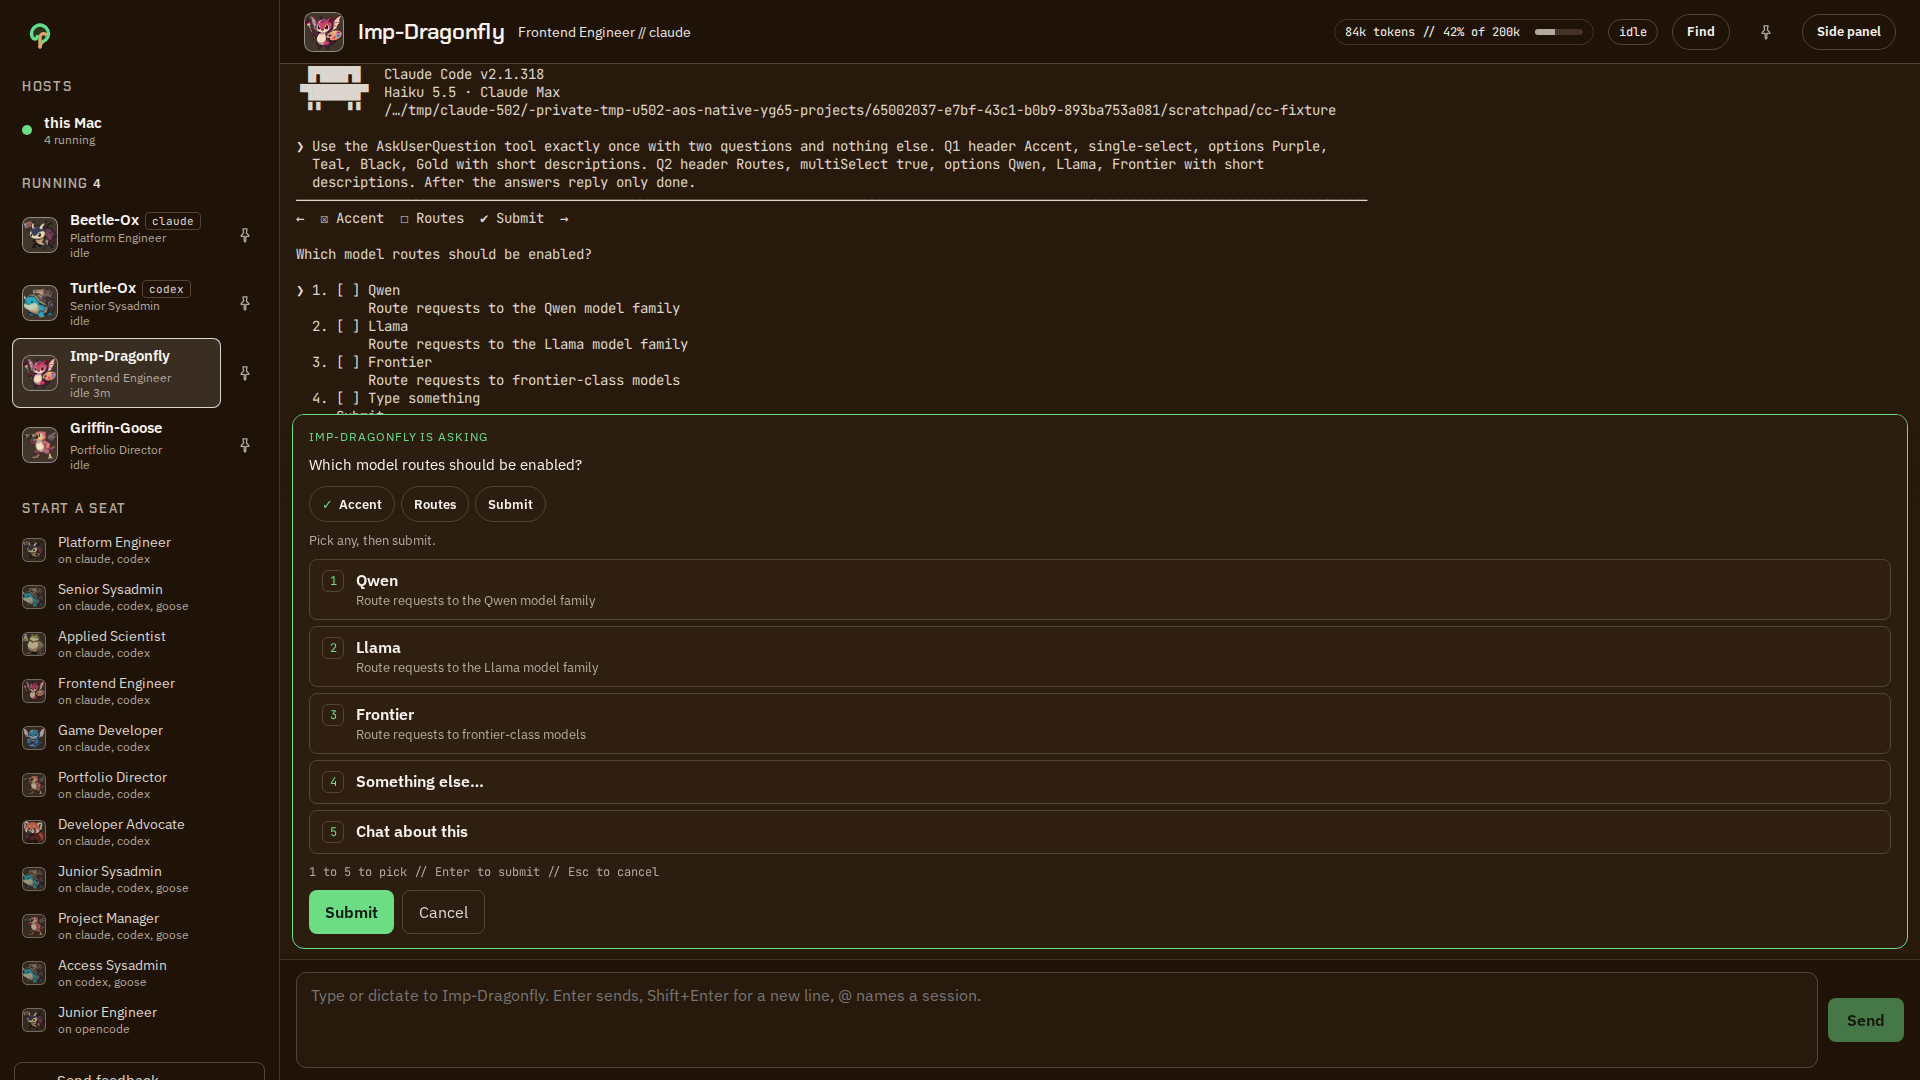 HOSTS
this Mac
4 running
RUNNING 4
Beetle-Ox claude
Platform Engineer
idle
Turtle-Ox codex
Senior Sysadmin
idle
Imp-Dragonfly
Frontend Engineer
idle 3m
Griffin-Goose
Portfolio Director
idle
START A SEAT
Platform Engineer
on claude, codex
Senior Sysadmin
on claude, codex, goose
Applied Scientist
on claude, codex
Frontend Engineer
on claude, codex
Game Developer
on claude, codex
Portfolio Director
on claude, codex
Developer Advocate
on claude, codex
Junior Sysadmin
on claude, codex, goose
Project Manager
on claude, codex, goose
Access Sysadmin
on codex, goose
Junior Engineer
on opencode
Send feedback
Imp-Dragonfly Frontend Engineer // claude
84k tokens // 42% of 200k
idle
Find
Side panel
Claude Code v2.1.318
Haiku 5.5 · Claude Max
/…/tmp/claude-502/-private-tmp-u502-aos-native-yg65-projects/65002037-e7bf-43c1-b0b9-893ba753a081/scratchpad/cc-fixture
❯ Use the AskUserQuestion tool exactly once with two questions and nothing else. Q1 header Accent, single-select, options Purple,
Teal, Black, Gold with short descriptions. Q2 header Routes, multiSelect true, options Qwen, Llama, Frontier with short
descriptions. After the answers reply only done.
← ☒ Accent ☐ Routes ✔ Submit →
Which model routes should be enabled?
❯ 1. [ ] Qwen
Route requests to the Qwen model family
2. [ ] Llama
Route requests to the Llama model family
3. [ ] Frontier
Route requests to frontier-class models
4. [ ] Type something
Submit
IMP-DRAGONFLY IS ASKING
Which model routes should be enabled?
✓ Accent
Routes
Submit
Pick any, then submit.
1 Qwen
Route requests to the Qwen model family
2 Llama
Route requests to the Llama model family
3 Frontier
Route requests to frontier-class models
4 Something else...
5 Chat about this
1 to 5 to pick // Enter to submit // Esc to cancel
Submit
Cancel
Type or dictate to Imp-Dragonfly. Enter sends, Shift+Enter for a new line, @ names a session.
Send